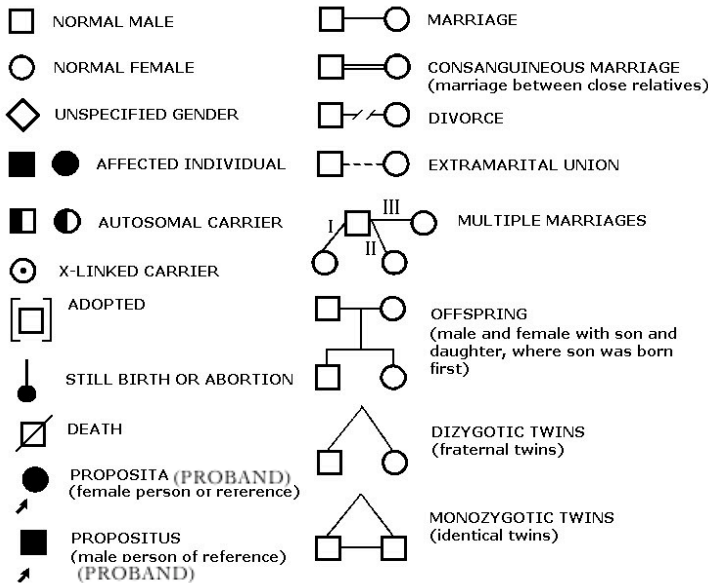 NORMAL MALE
NORMAL FEMALE
UNSPECIFIED GENDER
AFFECTED INDIVIDUAL
AUTOSOMAL CARRIER
X-LINKED CARRIER
ADOPTED
STILL BIRTH OR ABORTION
DEATH
PROPOSITA (PROBAND)
(female person of reference)
PROPOSITUS
(male person of reference)
(PROBAND)
MARRIAGE
CONSANGUINEOUS MARRIAGE
(marriage between close relatives)
DIVORCE
EXTRAMARITAL UNION
III
I
II
MULTIPLE MARRIAGES
OFFSPRING
(male and female with son and
daughter, where son was born
first)
DIZYGOTIC TWINS
(fraternal twins)
MONOZYGOTIC TWINS
(identical twins)